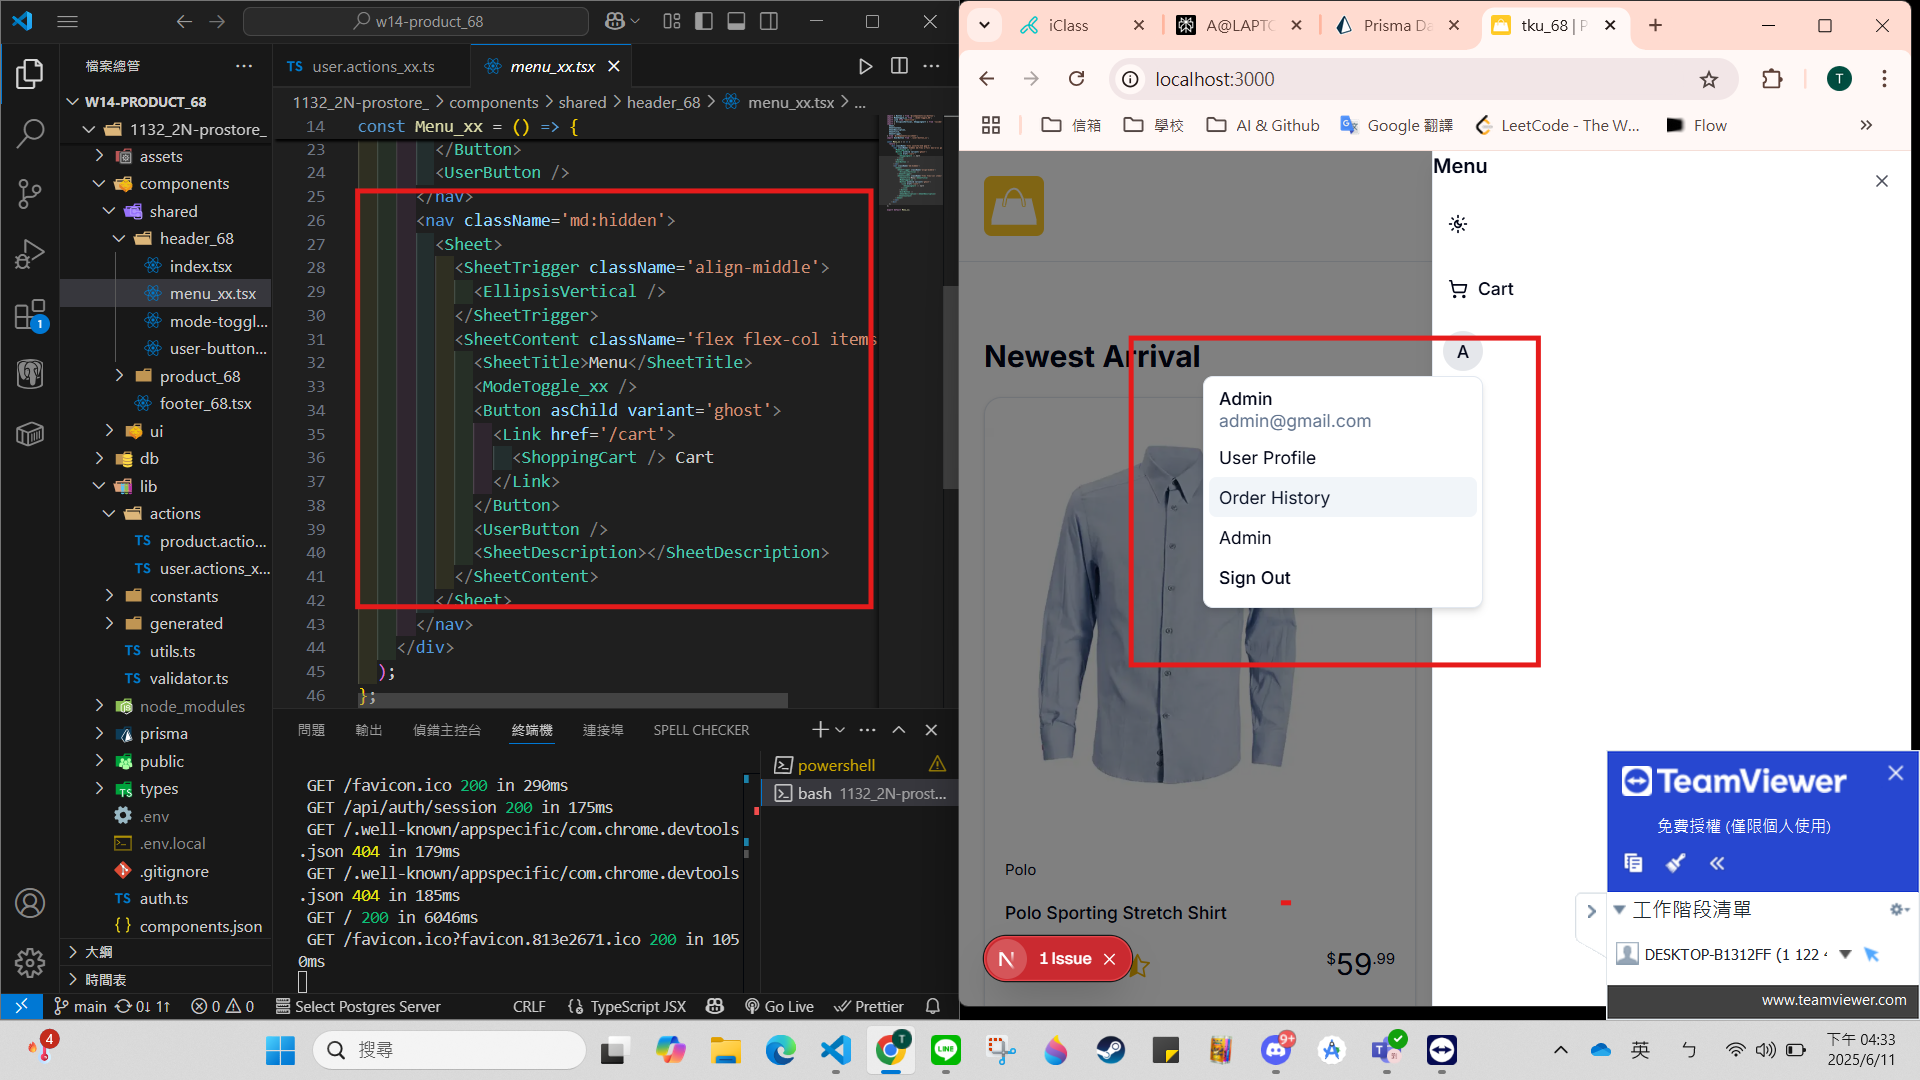 w14-product_68
檔案總管
W14-PRODUCT_68
1132_2N-prostore_
assets
components
shared
header_68
index.tsx
menu_xx.tsx
mode-toggl...
user-button...
product_68
footer_68.tsx
ui
db
lib
actions
product.actio...
user.actions_x...
constants
generated
utils.ts
validator.ts
node_modules
prisma
public
types
.env
.env.local
.gitignore
auth.ts
components.json
大綱
時間表
1
TS user.actions_xx.ts
menu_xx.tsx
1132_2N-prostore_ > components > shared > header_68 > menu_xx.tsx > ...
14 const Menu_xx = () => {
23 </Button>
24 <UserButton />
25 </nav>
26 <nav className='md:hidden'>
27 <Sheet>
28 <SheetTrigger className='align-middle'>
29 <EllipsisVertical />
30 </SheetTrigger>
31 <SheetContent className='flex flex-col items
32 <SheetTitle>Menu</SheetTitle>
33 <ModeToggle_xx />
34 <Button asChild variant='ghost'>
35 <Link href='/cart'>
36 <ShoppingCart /> Cart
37 </Link>
38 </Button>
39 <UserButton />
40 <SheetDescription></SheetDescription>
41 </SheetContent>
42 </Sheet>
43 </nav>
44 </div>
45 );
46 };
問題 輸出 偵錯主控台 終端機 連接埠 SPELL CHECKER
GET /favicon.ico 200 in 290ms
GET /api/auth/session 200 in 175ms
GET /.well-known/appspecific/com.chrome.devtools
.json 404 in 179ms
GET /.well-known/appspecific/com.chrome.devtools
.json 404 in 185ms
GET / 200 in 6046ms
GET /favicon.ico?favicon.813e2671.ico 200 in 105
0ms
powershell
bash 1132_2N-prost...
main 0↓ 1↑ 0 0 Select Postgres Server CRLF {} TypeScript JSX Go Live Prettier
iClass
A@LAPTO
Prisma Da
tku_68 | P
localhost:3000
T
信箱 學校 AI & Github Google 翻譯 LeetCode - The W... Flow
Menu
Cart
A
Newest Arrival
Admin
admin@gmail.com
User Profile
Order History
Admin
Sign Out
Polo
Polo Sporting Stretch Shirt
N 1 Issue
$59.99
TeamViewer
免費授權 (僅限個人使用)
工作階段清單
DESKTOP-B1312FF (1 122
www.teamviewer.com
4
搜尋
T
LINE
9+
英
ㄅ
下午 04:33
2025/6/11